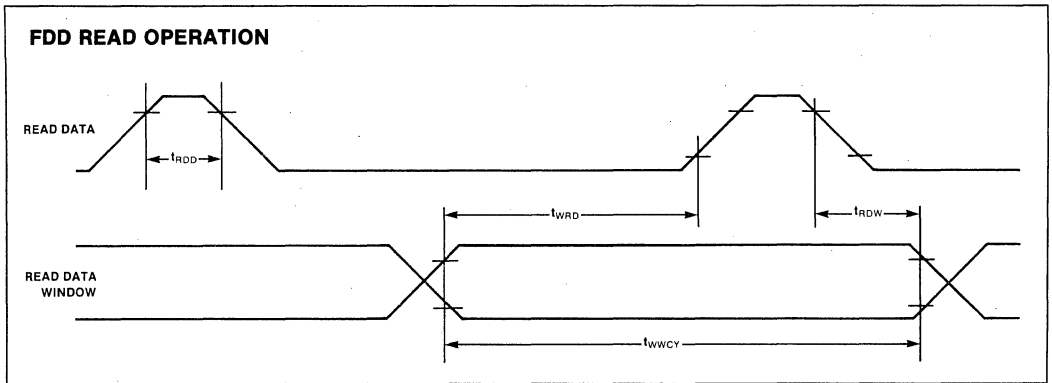 FDD READ OPERATION
READ DATA
tRDD
tWRD
tRDW
READ DATA
WINDOW
tWWCY